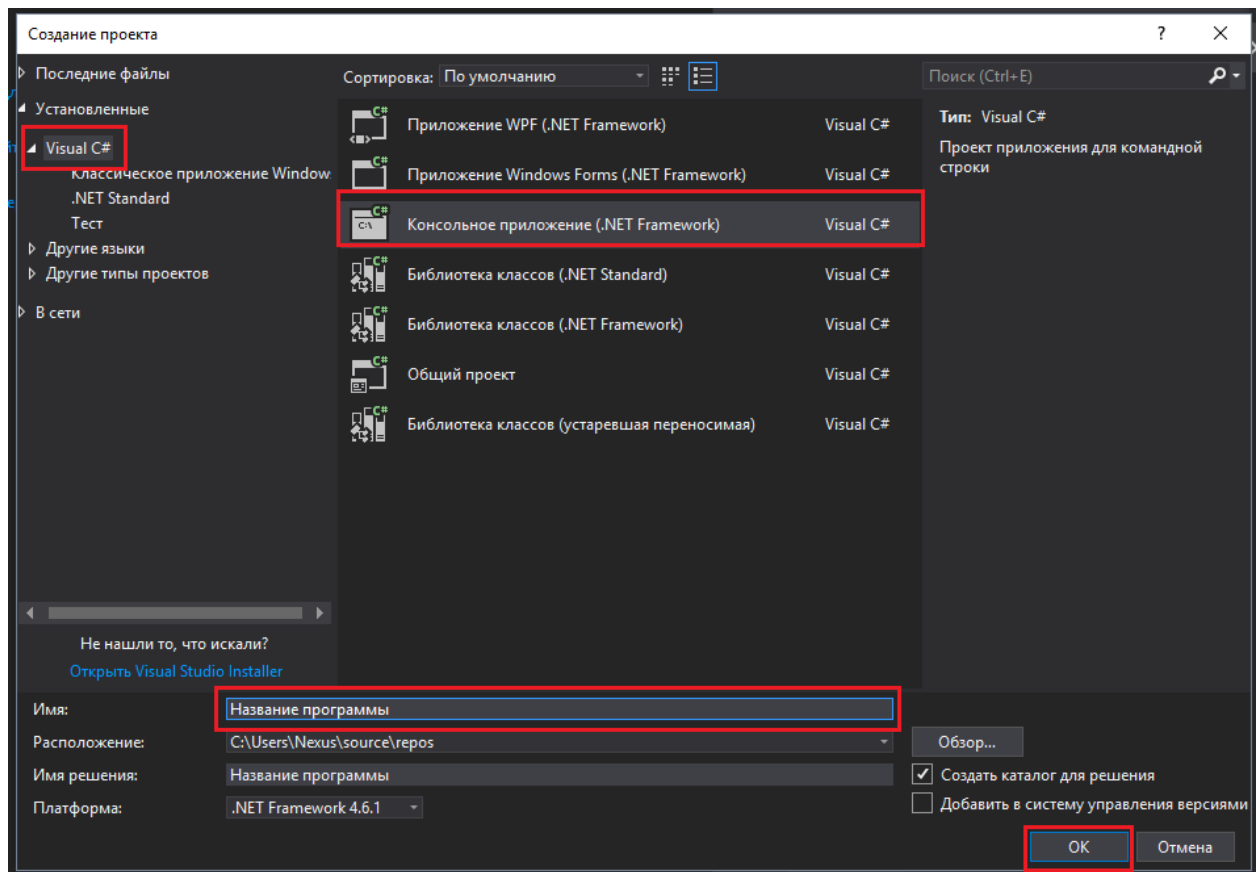 Создание проекта
?
Последние файлы
Установленные
Visual C#
Классическое приложение Window
.NET Standard
Тест
Другие языки
Другие типы проектов
В сети
Не нашли то, что искали?
Открыть Visual Studio Installer
Сортировка: По умолчанию
C# Приложение WPF (.NET Framework) Visual C#
C# Приложение Windows Forms (.NET Framework) Visual C#
C# C:\ Консольное приложение (.NET Framework) Visual C#
C# Библиотека классов (.NET Standard) Visual C#
C# Библиотека классов (.NET Framework) Visual C#
C# Общий проект Visual C#
C# Библиотека классов (устаревшая переносимая) Visual C#
Поиск (Ctrl+E)
Тип: Visual C#
Проект приложения для командной
строки
Имя: Название программы
Расположение: C:\Users\Nexus\source\repos Обзор...
Имя решения: Название программы
Создать каталог для решения
Платформа: .NET Framework 4.6.1
Добавить в систему управления версиями
ОК Отмена